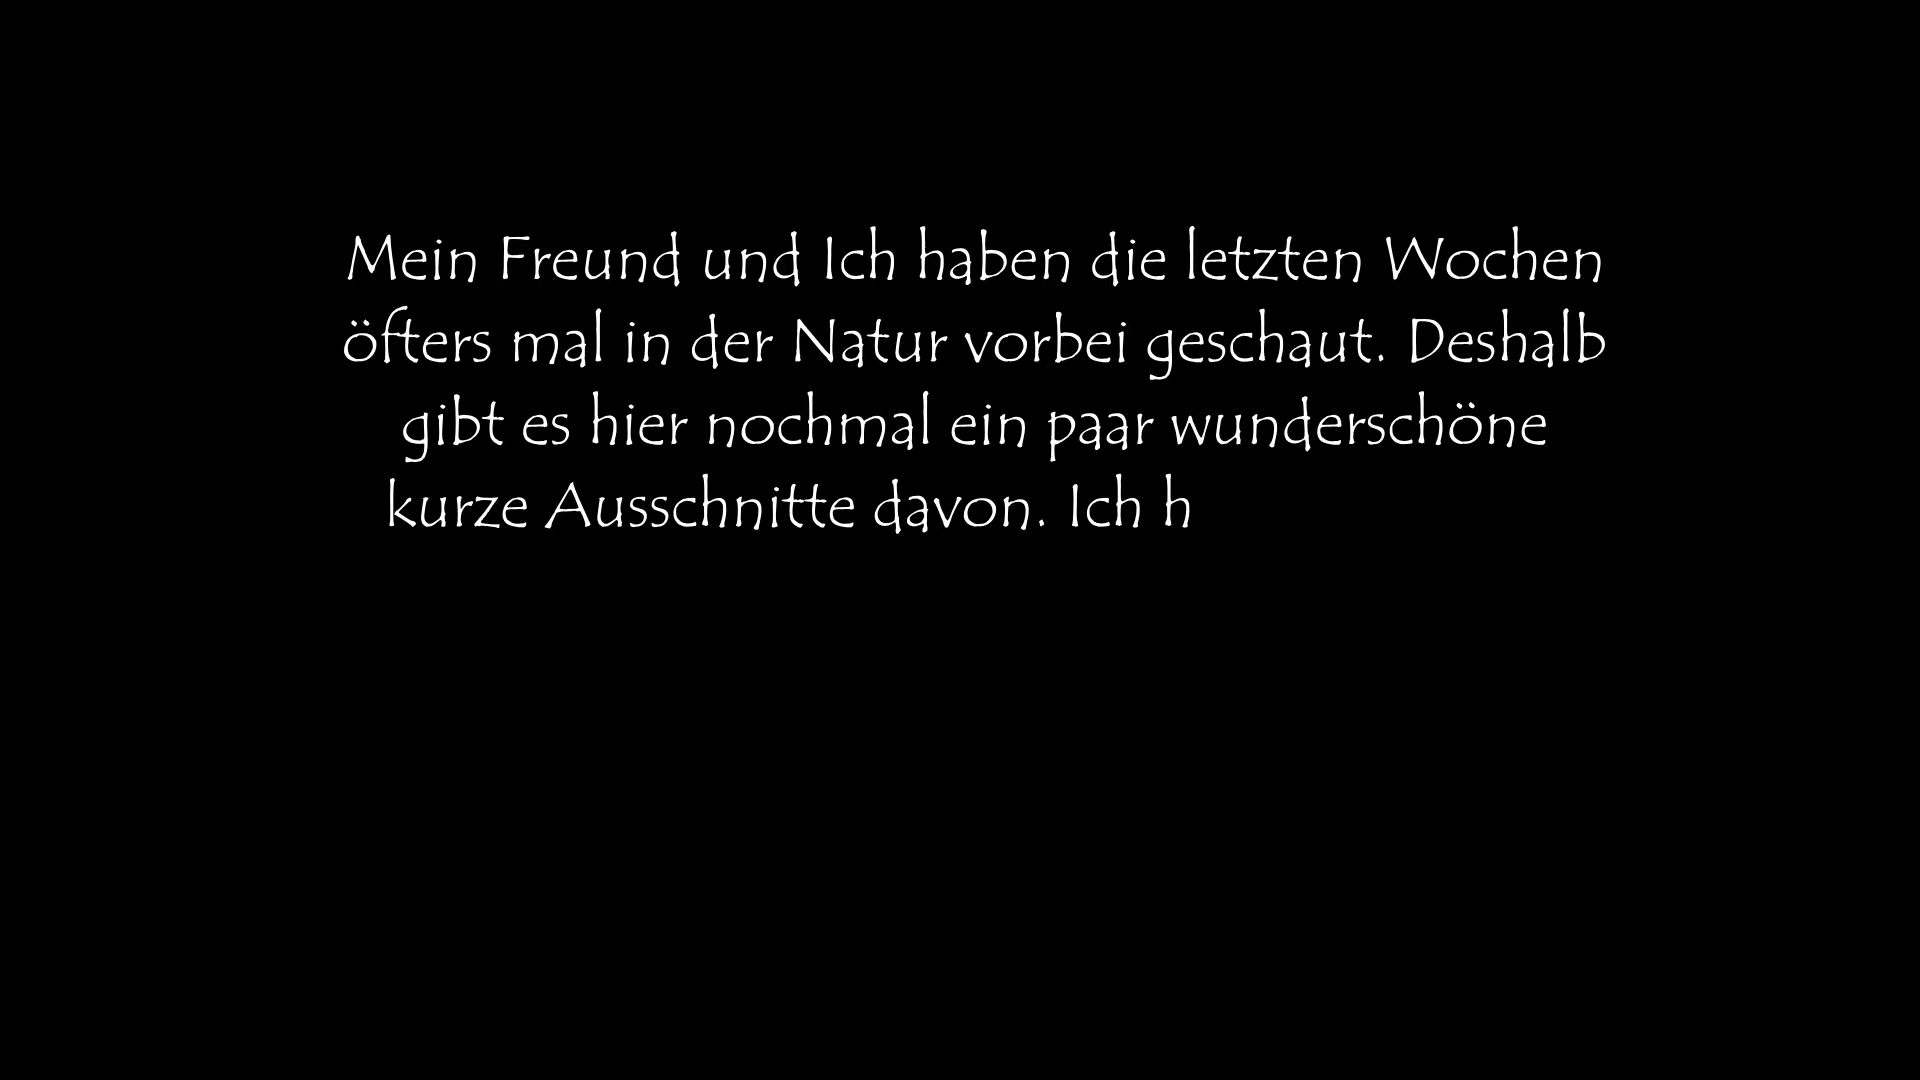 Mein Freund und Ich haben die letzten Wochen
öfters mal in der Natur vorbei geschaut. Deshalb
gibt es hier nochmal ein paar wunderschöne
kurze Ausschnitte davon. Ich h